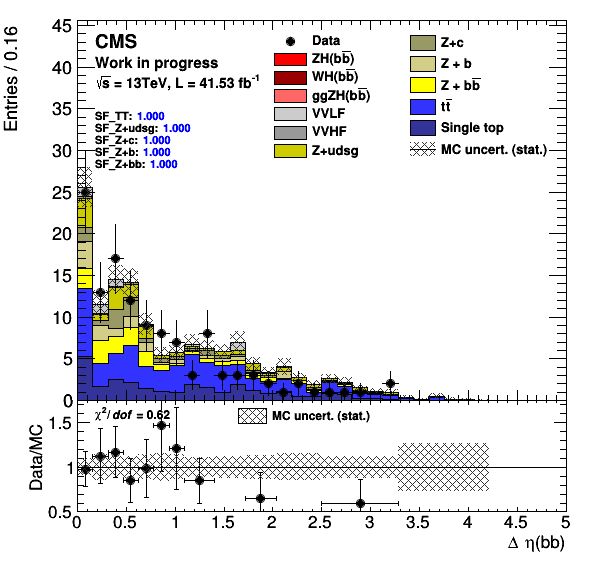 CMS
Work in progress
√s = 13TeV, L = 41.53 fb⁻¹
SF_TT: 1.000
SF_Z+udsg: 1.000
SF_Z+c: 1.000
SF_Z+b: 1.000
SF_Z+bb: 1.000
Data
ZH(bb̅)
WH(bb̅)
ggZH(bb̅)
VVLF
VVHF
Z+udsg
Z+c
Z + b
Z + bb̅
tt̅
Single top
MC uncert. (stat.)
Entries / 0.16
45
40
35
30
25
20
15
10
5
0
χ²/dof = 0.62
MC uncert. (stat.)
Data/MC
1.5
1
0.5
0 0.5 1 1.5 2 2.5 3 3.5 4 4.5 5
Δ η(bb)